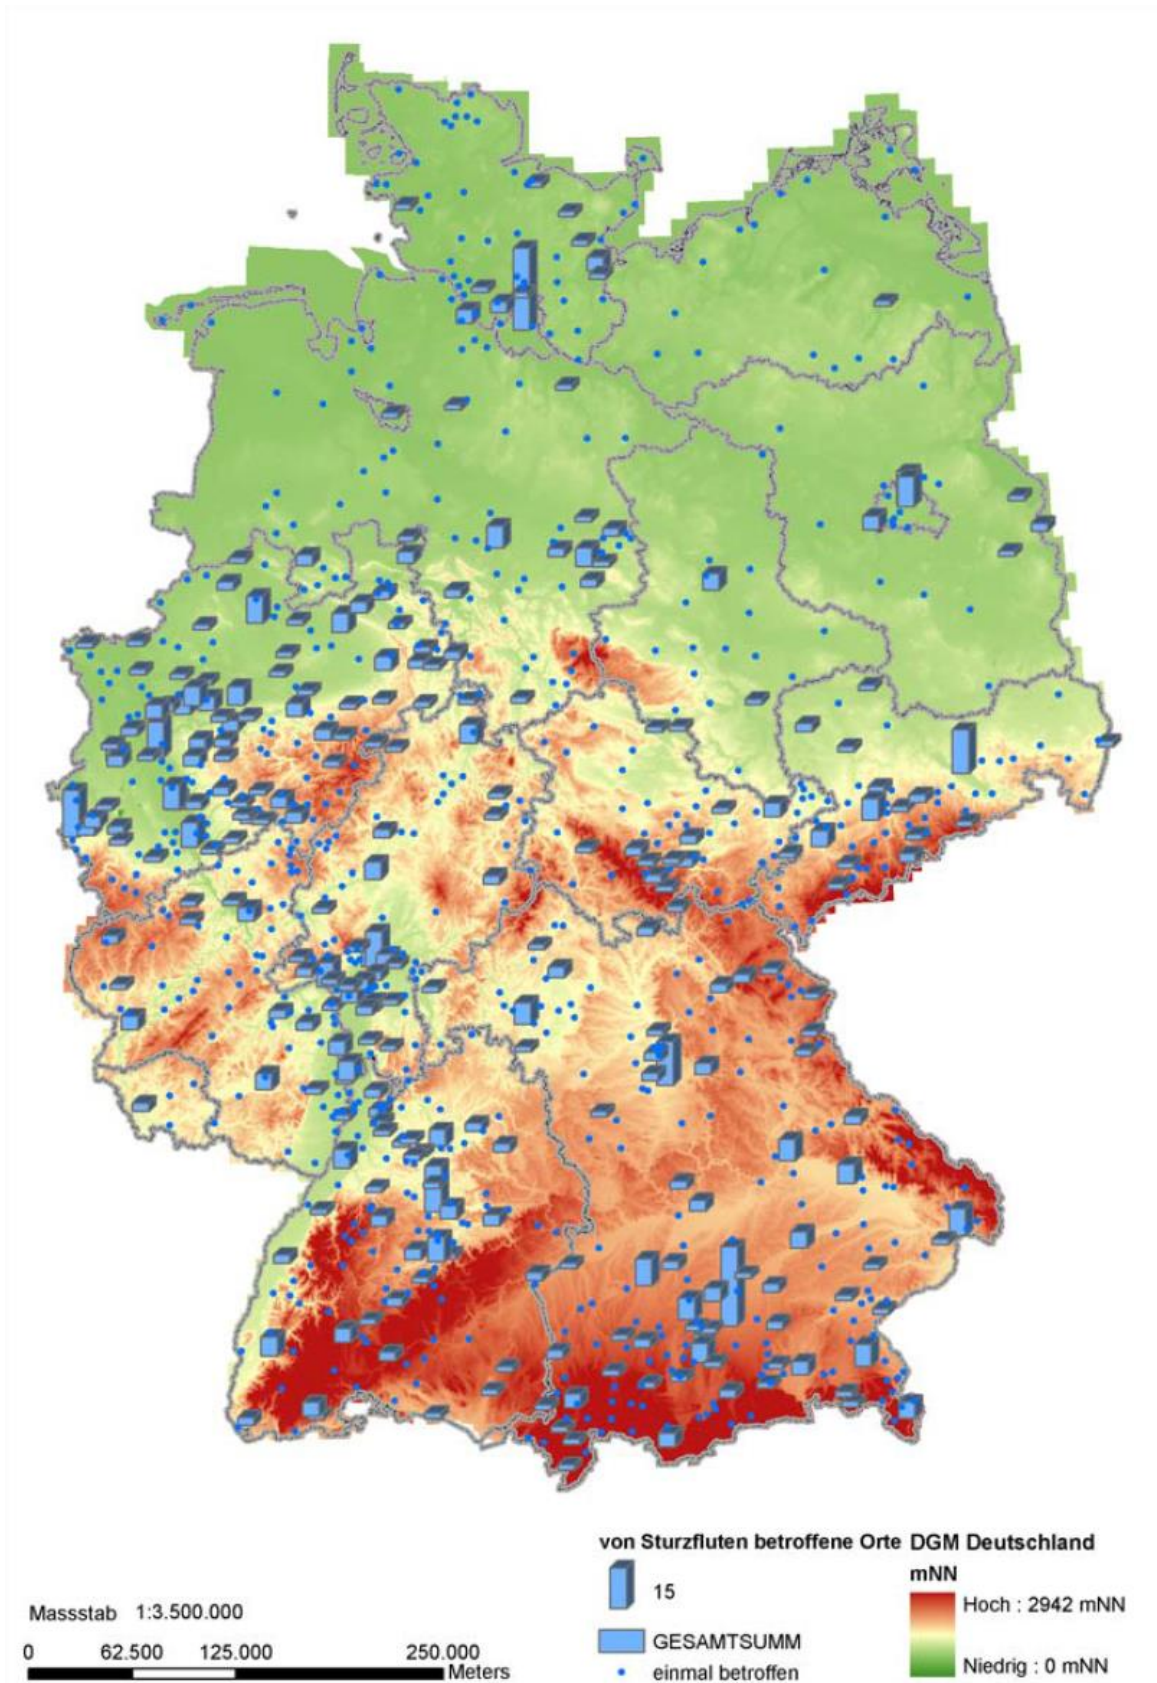 von Sturzfluten betroffene Orte
15
GESAMTSUMM
einmal betroffen
DGM Deutschland
mNN
Hoch : 2942 mNN
Niedrig : 0 mNN
Massstab 1:3.500.000
0 62.500 125.000 250.000
Meters